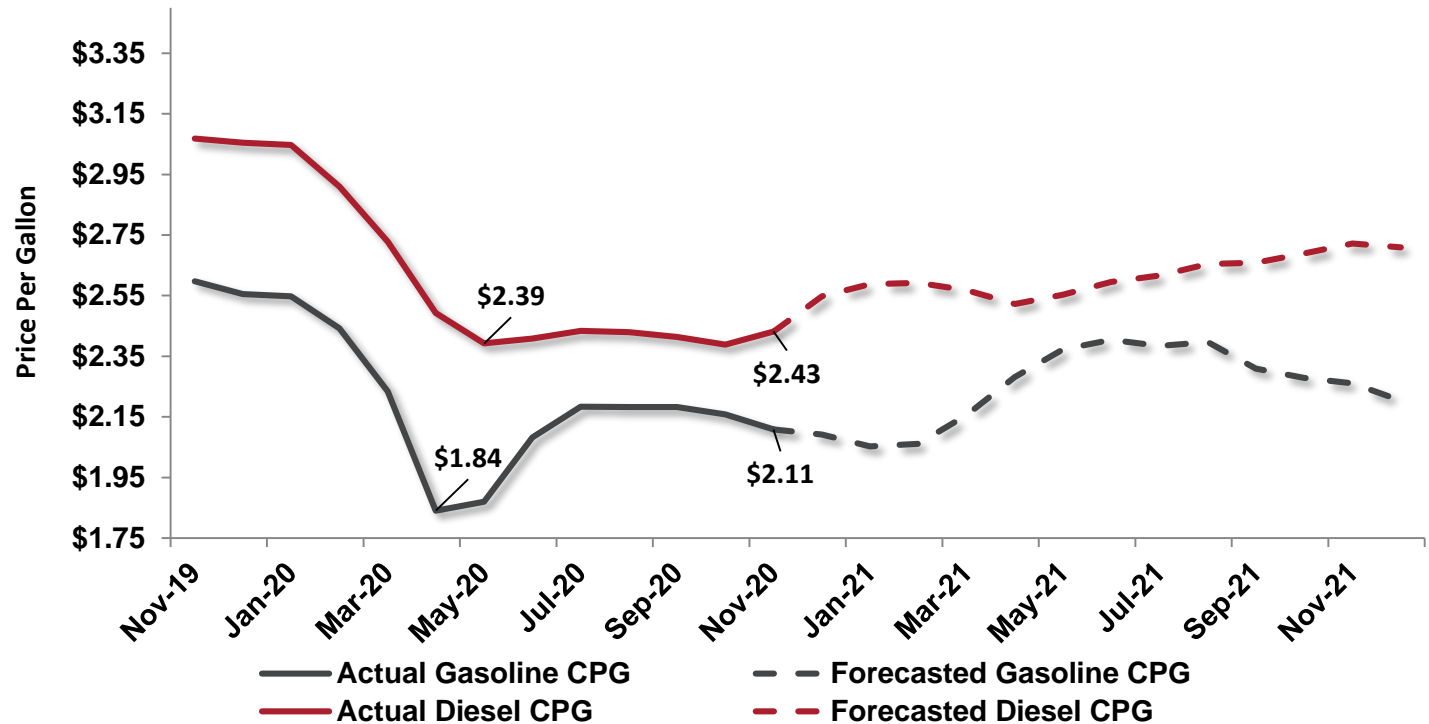 Price Per Gallon
$3.35
$3.15
$2.95
$2.75
$2.55
$2.35
$2.15
$1.95
$1.75
$2.39
$2.43
$1.84
$2.11
Nov-19
Jan-20
Mar-20
May-20
Jul-20
Sep-20
Nov-20
Jan-21
Mar-21
May-21
Jul-21
Sep-21
Nov-21
Actual Gasoline CPG
Forecasted Gasoline CPG
Actual Diesel CPG
Forecasted Diesel CPG